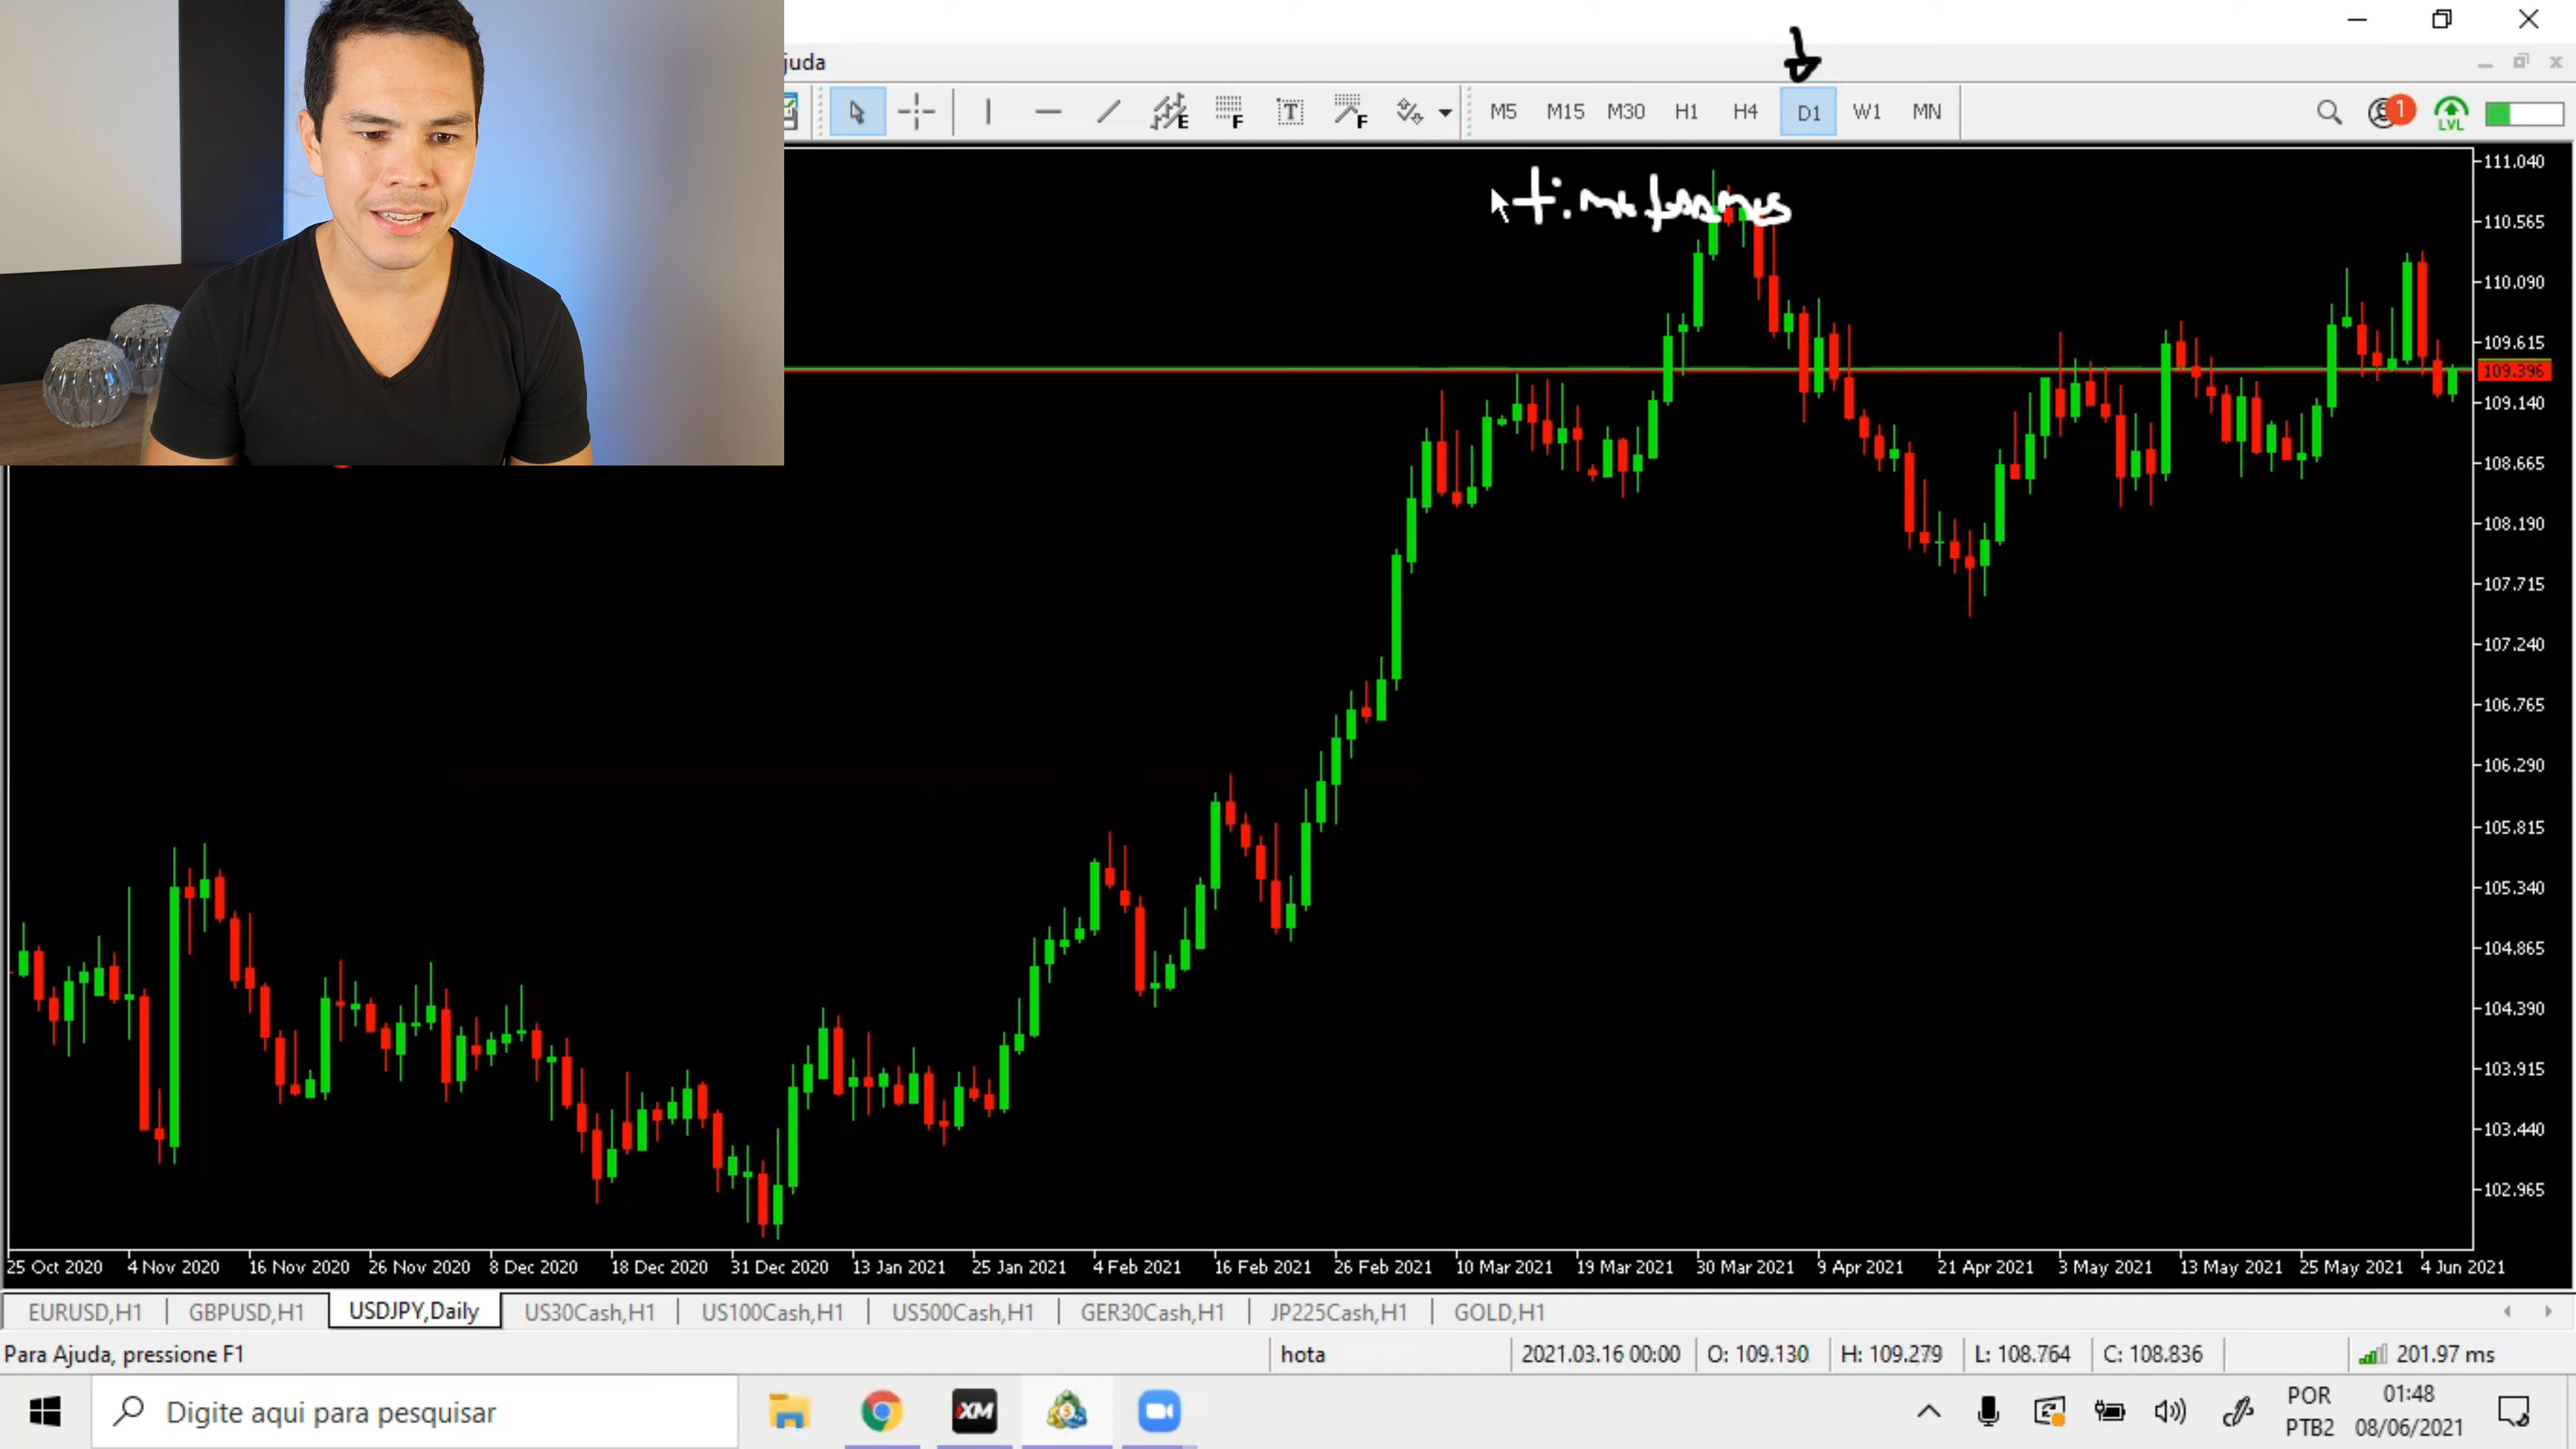 juda
E F T F M5 M15 M30 H1 H4 D1 W1 MN 1 LVL
timeframes
111.040
110.565
110.090
109.615
109.396
109.140
108.665
108.190
107.715
107.240
106.765
106.290
105.815
105.340
104.865
104.390
103.915
103.440
102.965
25 Oct 2020 4 Nov 2020 16 Nov 2020 26 Nov 2020 8 Dec 2020 18 Dec 2020 31 Dec 2020 13 Jan 2021 25 Jan 2021 4 Feb 2021 16 Feb 2021 26 Feb 2021 10 Mar 2021 19 Mar 2021 30 Mar 2021 9 Apr 2021 21 Apr 2021 3 May 2021 13 May 2021 25 May 2021 4 Jun 2021
EURUSD,H1 GBPUSD,H1 USDJPY,Daily US30Cash,H1 US100Cash,H1 US500Cash,H1 GER30Cash,H1 JP225Cash,H1 GOLD,H1
Para Ajuda, pressione F1 hota 2021.03.16 00:00 O: 109.130 H: 109.279 L: 108.764 C: 108.836 201.97 ms
Digite aqui para pesquisar XM POR 01:48
PTB2 08/06/2021